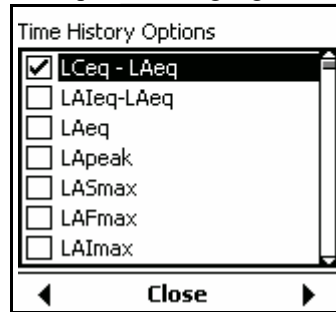 Time History Options
LCeq - LAeq
LAIeq-LAeq
LAeq
LApeak
LASmax
LAFmax
LAImax
Close